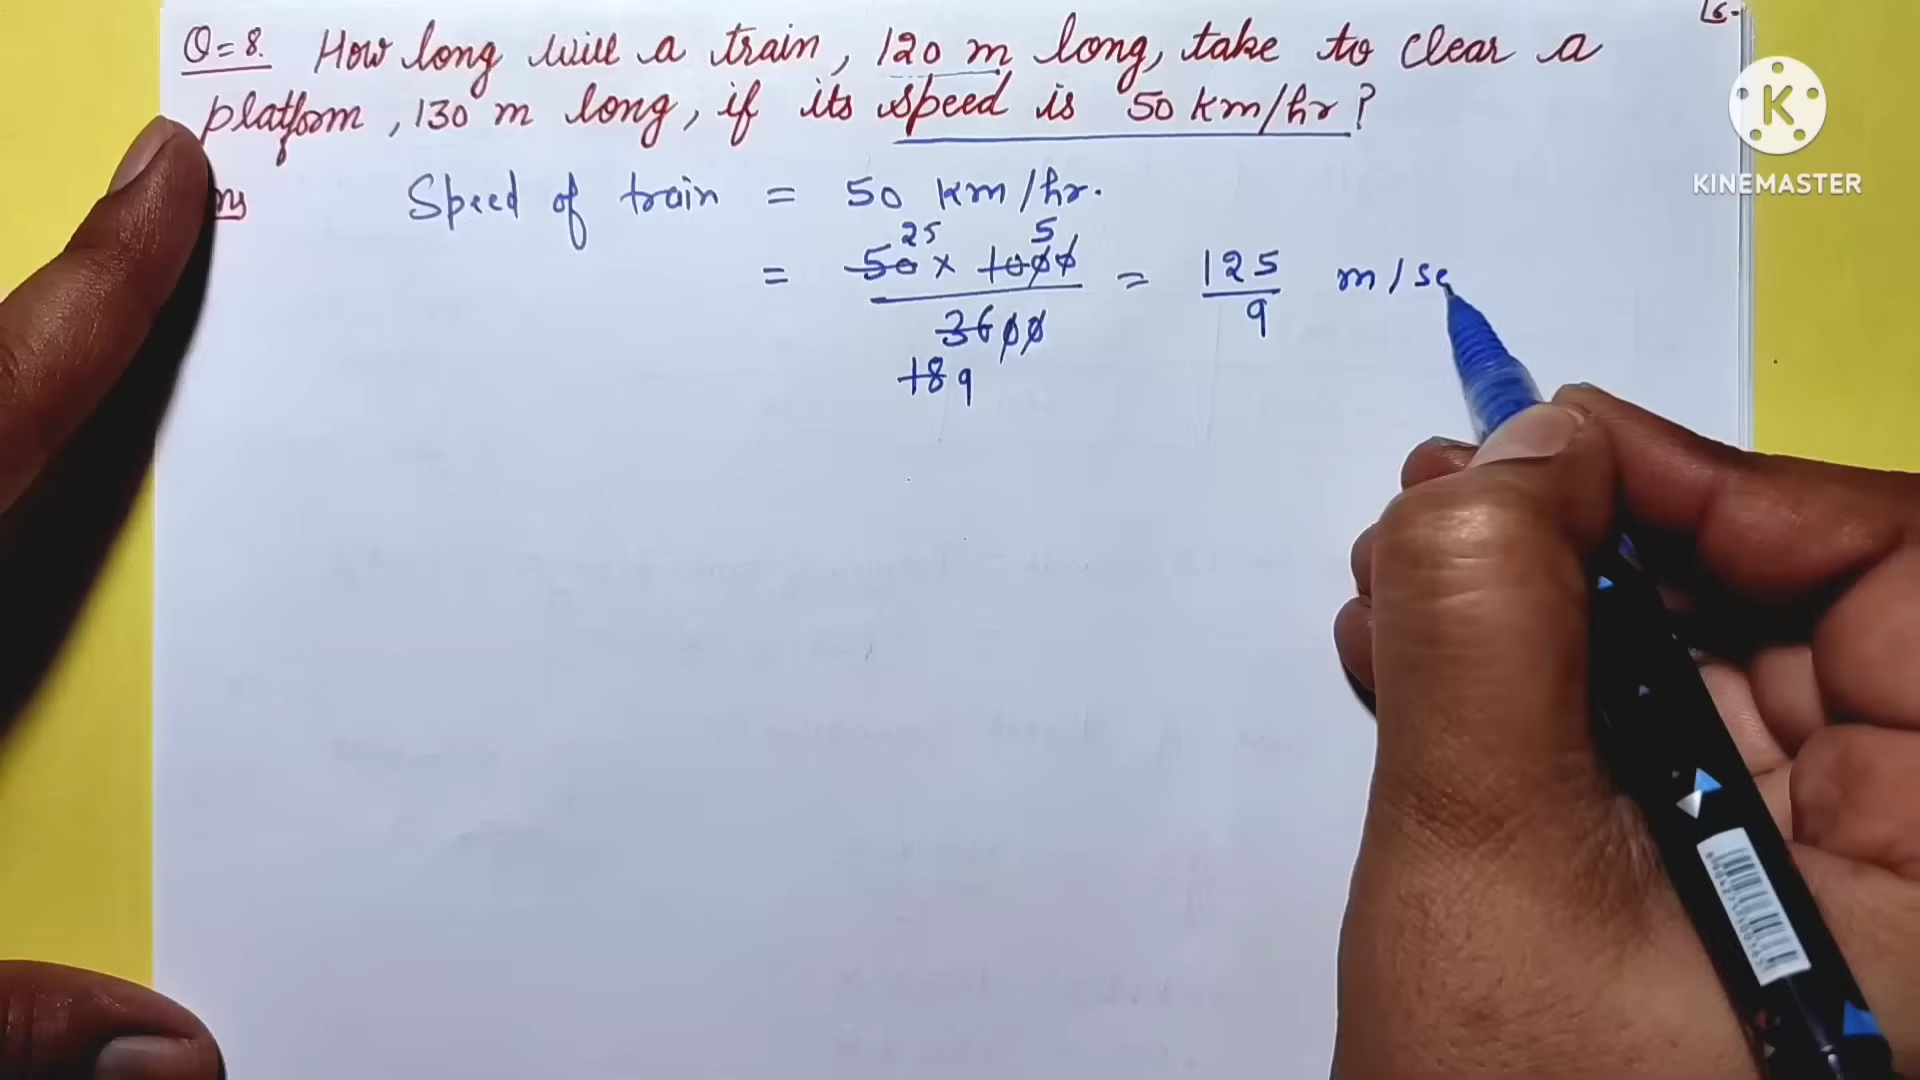 Q=8. How long will a train, 120 m long, take to clear a
platform, 130 m long, if its speed is 50 km/hr?
K
KINEMASTER
Speed of train = 50 km/hr.
25 5
= 50 x 1000 = 125 m/se
3600 9
18 9